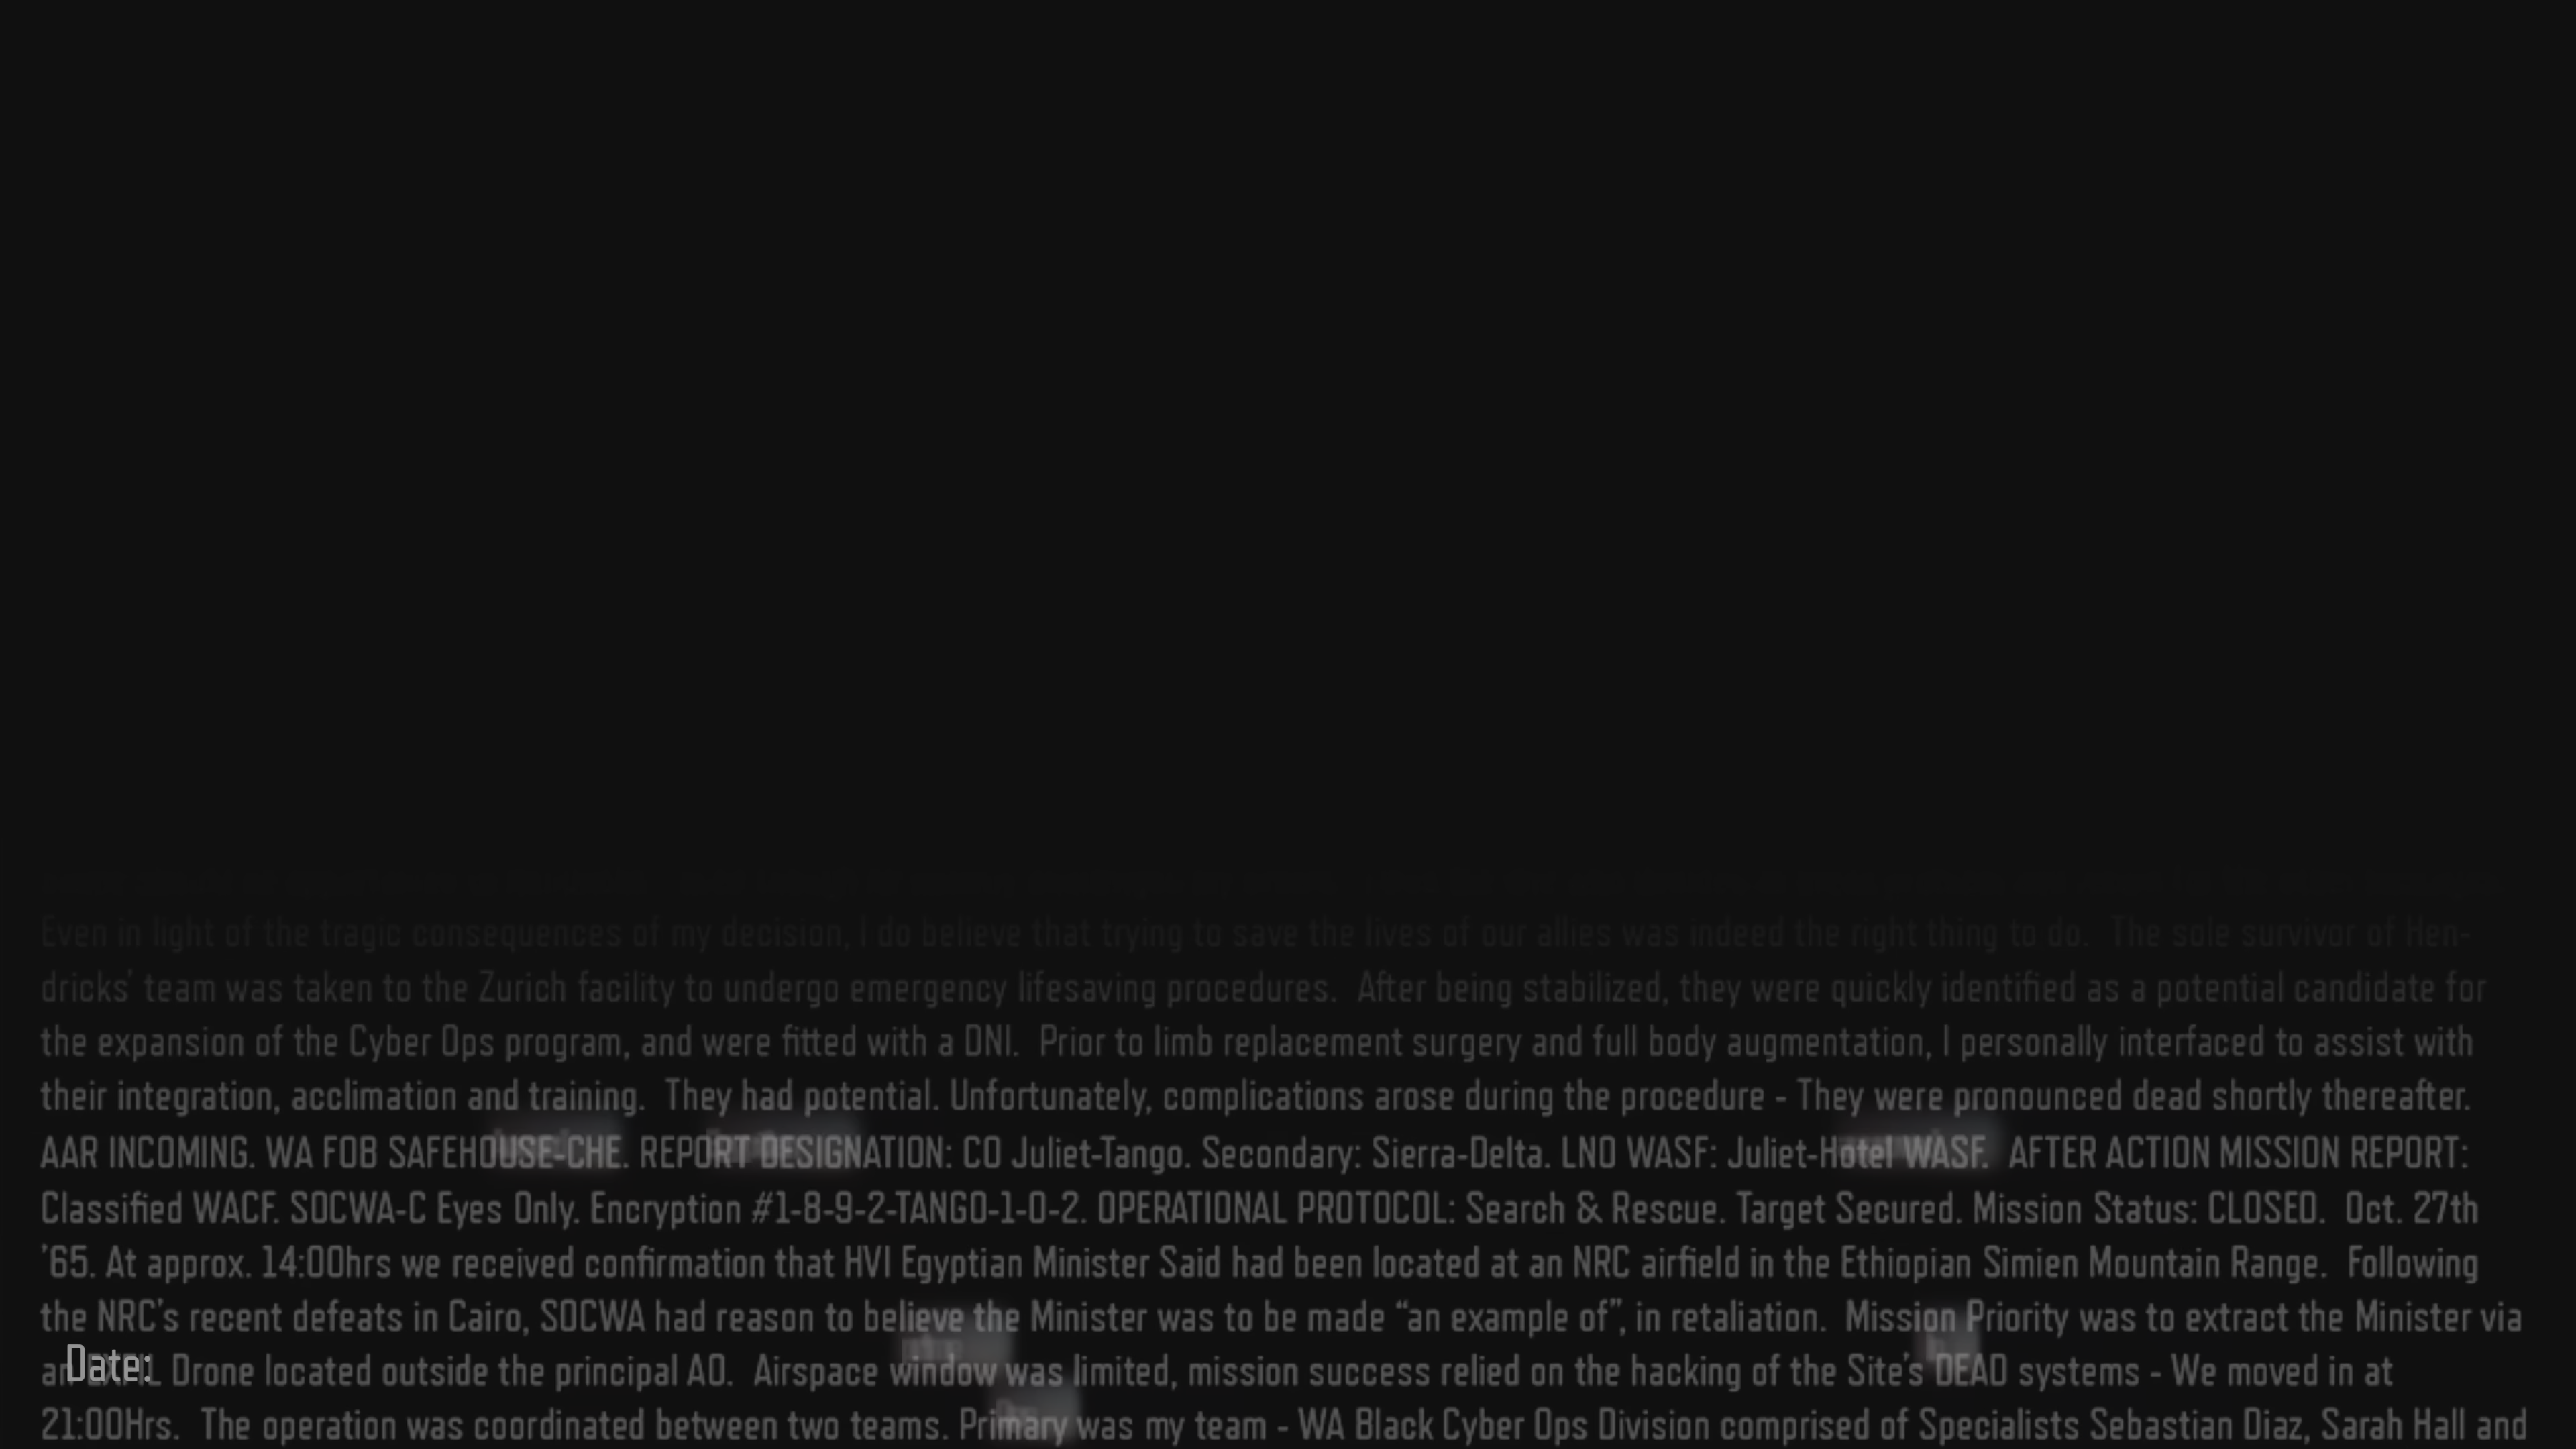 Even in light of the tragic consequences of my decision, I do believe that trying to save the lives of our allies was indeed the right thing to do.  The sole survivor of Hen-
dricks’ team was taken to the Zurich facility to undergo emergency lifesaving procedures.  After being stabilized, they were quickly identified as a potential candidate for
the expansion of the Cyber Ops program, and were fitted with a DNI.  Prior to limb replacement surgery and full body augmentation, I personally interfaced to assist with
their integration, acclimation and training.  They had potential. Unfortunately, complications arose during the procedure - They were pronounced dead shortly thereafter.
AAR INCOMING. WA FOB SAFEHOUSE-CHE. REPORT DESIGNATION: CO Juliet-Tango. Secondary: Sierra-Delta. LNO WASF: Juliet-Hotel WASF.  AFTER ACTION MISSION REPORT:
Classified WACF. SOCWA-C Eyes Only. Encryption #1-8-9-2-TANGO-1-0-2. OPERATIONAL PROTOCOL: Search & Rescue. Target Secured. Mission Status: CLOSED.  Oct. 27th
’65. At approx. 14:00hrs we received confirmation that HVI Egyptian Minister Said had been located at an NRC airfield in the Ethiopian Simien Mountain Range.  Following
the NRC’s recent defeats in Cairo, SOCWA had reason to believe the Minister was to be made “an example of”, in retaliation.  Mission Priority was to extract the Minister via
an EXFIL Drone located outside the principal AO.  Airspace window was limited, mission success relied on the hacking of the Site’s DEAD systems - We moved in at
Date:
21:00Hrs.  The operation was coordinated between two teams. Primary was my team - WA Black Cyber Ops Division comprised of Specialists Sebastian Diaz, Sarah Hall and